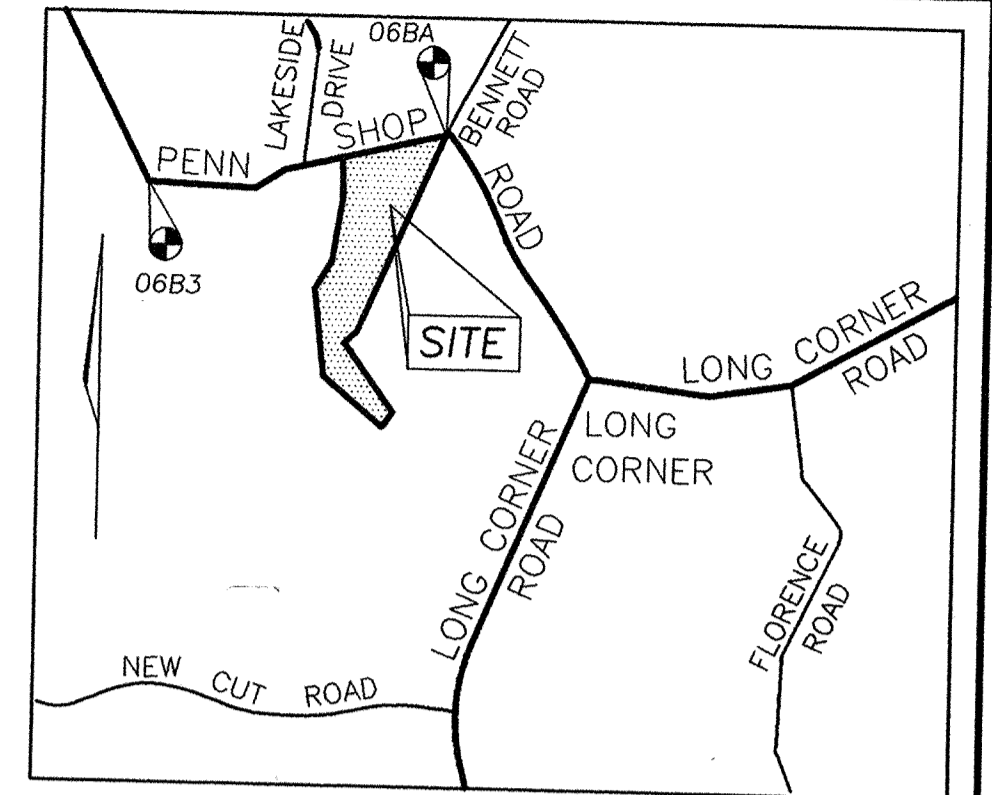 06BA
LAKESIDE
DRIVE
BENNETT
ROAD
PENN SHOP ROAD
06B3
SITE
LONG CORNER
ROAD
LONG
CORNER
LONG CORNER
ROAD
FLORENCE
ROAD
NEW CUT ROAD